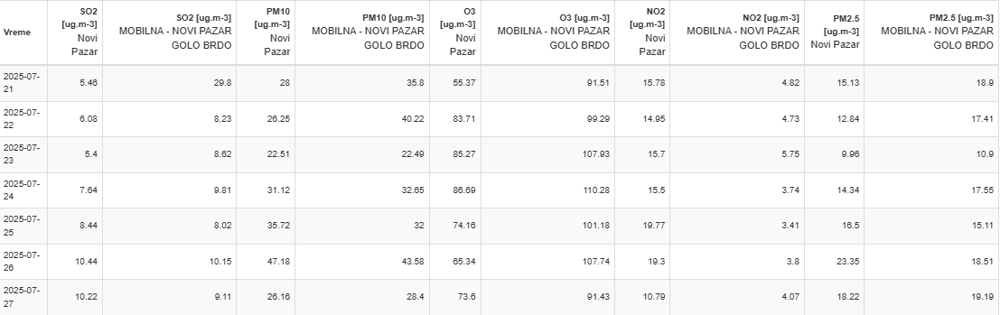 Vreme SO2 [ug.m-3] Novi Pazar SO2 [ug.m-3] MOBILNA - NOVI PAZAR GOLO BRDO PM10 [ug.m-3] Novi Pazar PM10 [ug.m-3] MOBILNA - NOVI PAZAR GOLO BRDO O3 [ug.m-3] Novi Pazar O3 [ug.m-3] MOBILNA - NOVI PAZAR GOLO BRDO NO2 [ug.m-3] Novi Pazar NO2 [ug.m-3] MOBILNA - NOVI PAZAR GOLO BRDO PM2.5 [ug.m-3] Novi Pazar PM2.5 [ug.m-3] MOBILNA - NOVI PAZAR GOLO BRDO
2025-07-21 5.46 29.8 28 35.8 55.37 91.51 15.78 4.82 15.13 18.9
2025-07-22 6.08 8.23 26.25 40.22 83.71 99.29 14.95 4.73 12.84 17.41
2025-07-23 5.4 8.62 22.51 22.49 85.27 107.93 15.7 5.75 9.96 10.9
2025-07-24 7.64 9.81 31.12 32.65 86.69 110.28 15.5 3.74 14.34 17.55
2025-07-25 8.44 8.02 35.72 32 74.16 101.18 19.77 3.41 16.5 15.11
2025-07-26 10.44 10.15 47.18 43.58 65.34 107.74 19.3 3.8 23.35 18.51
2025-07-27 10.22 9.11 26.16 28.4 73.6 91.43 10.79 4.07 18.22 19.19